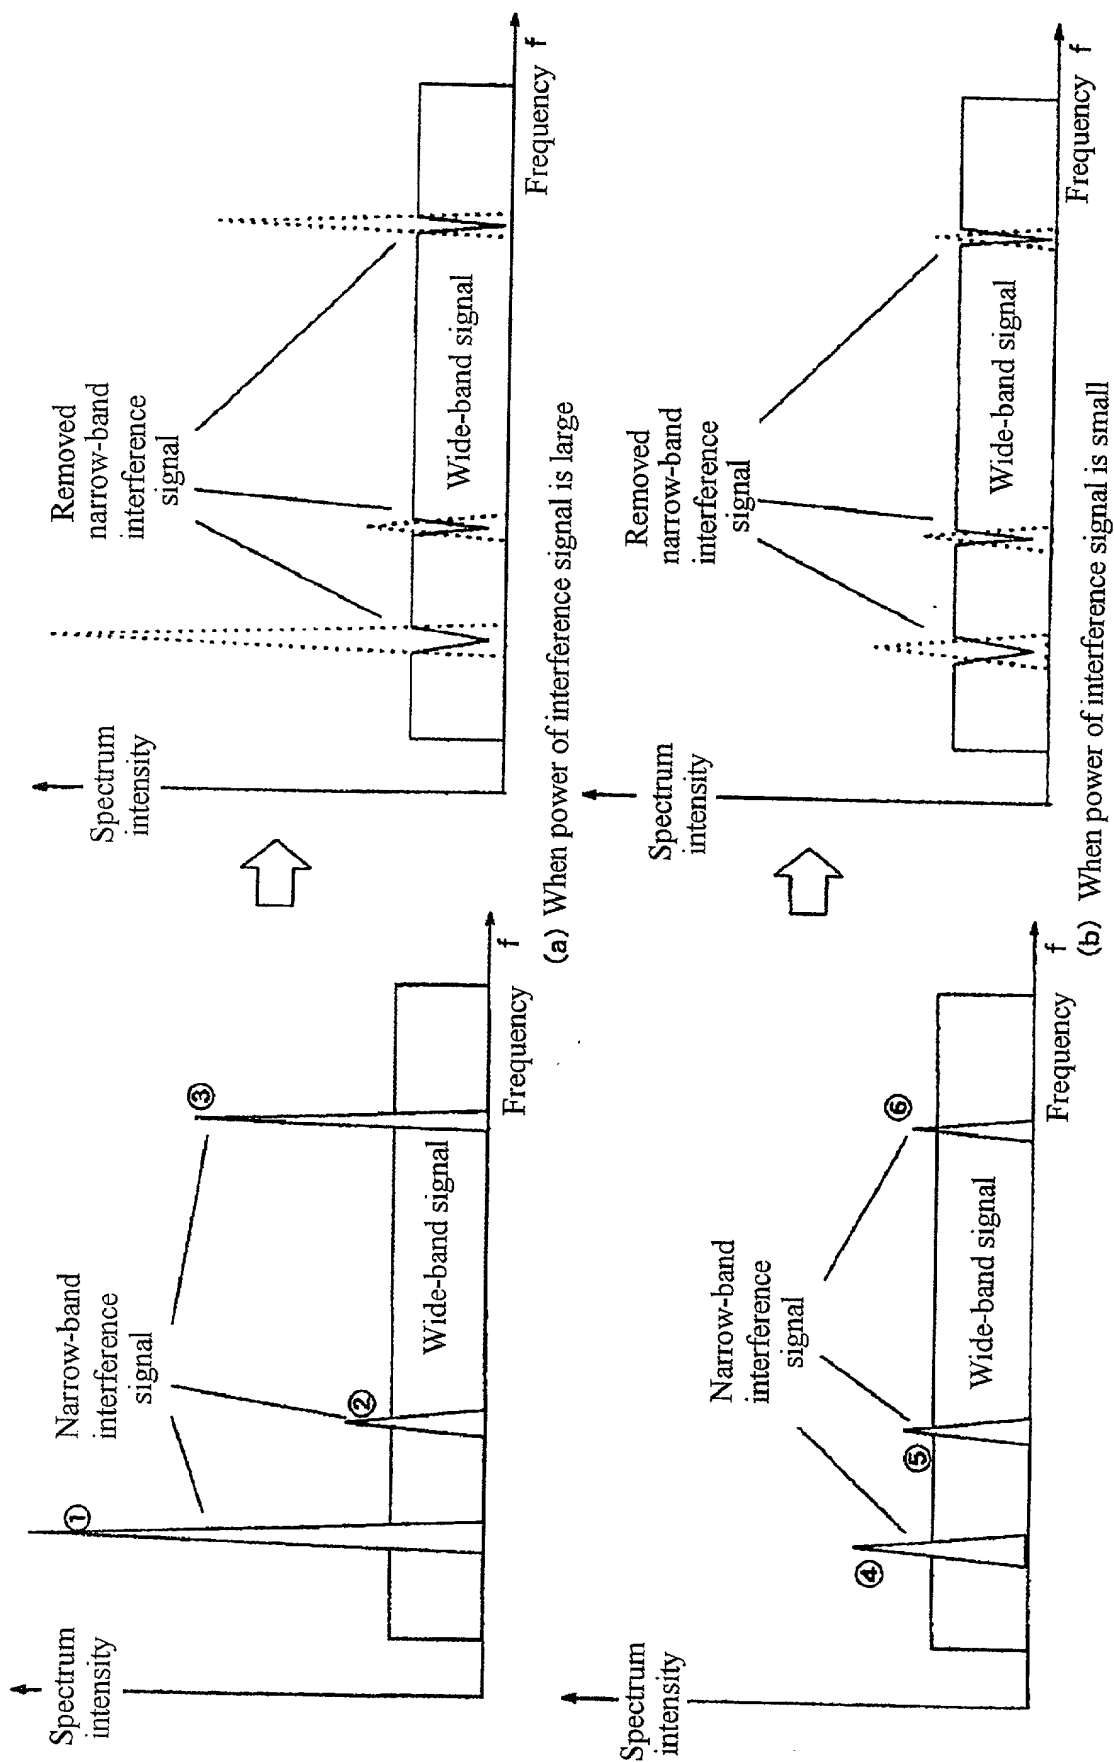 Spectrum
intensity
Narrow-band
interference
signal
①
②
③
Wide-band signal
Frequency f
Spectrum
intensity
Removed
narrow-band
interference
signal
Wide-band signal
Frequency f
(a) When power of interference signal is large
Spectrum
intensity
Narrow-band
interference
signal
④
⑤
⑥
Wide-band signal
Frequency f
Spectrum
intensity
Removed
narrow-band
interference
signal
Wide-band signal
Frequency f
(b) When power of interference signal is small